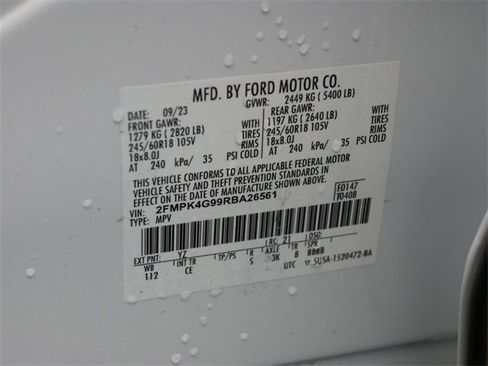 MFD. BY FORD MOTOR CO.
DATE: 09/23 GVWR: 2449 KG ( 5400 LB)
FRONT GAWR: REAR GAWR:
1279 KG ( 2820 LB) WITH 1197 KG ( 2640 LB) WITH
245/60R18 105V TIRES 245/60R18 105V TIRES
18x8.0J RIMS 18x8.0J RIMS
AT 240 kPa/ 35 PSI COLD AT 240 kPa/ 35 PSI COLD
THIS VEHICLE CONFORMS TO ALL APPLICABLE FEDERAL MOTOR
VEHICLE SAFETY AND THEFT PREVENTION STANDARDS IN
EFFECT ON THE DATE OF MANUFACTURE SHOWN ABOVE.
VIN: 2FMPK4G99RBA26561 F0147
TYPE: MPV F0408
EXT PNT: YZ RC: 21 DSO:
WB INT TR TP/PS R AXLE TR SPR
112 CE S 3K 8 BBBB
UTC 5USA-1520472-BA